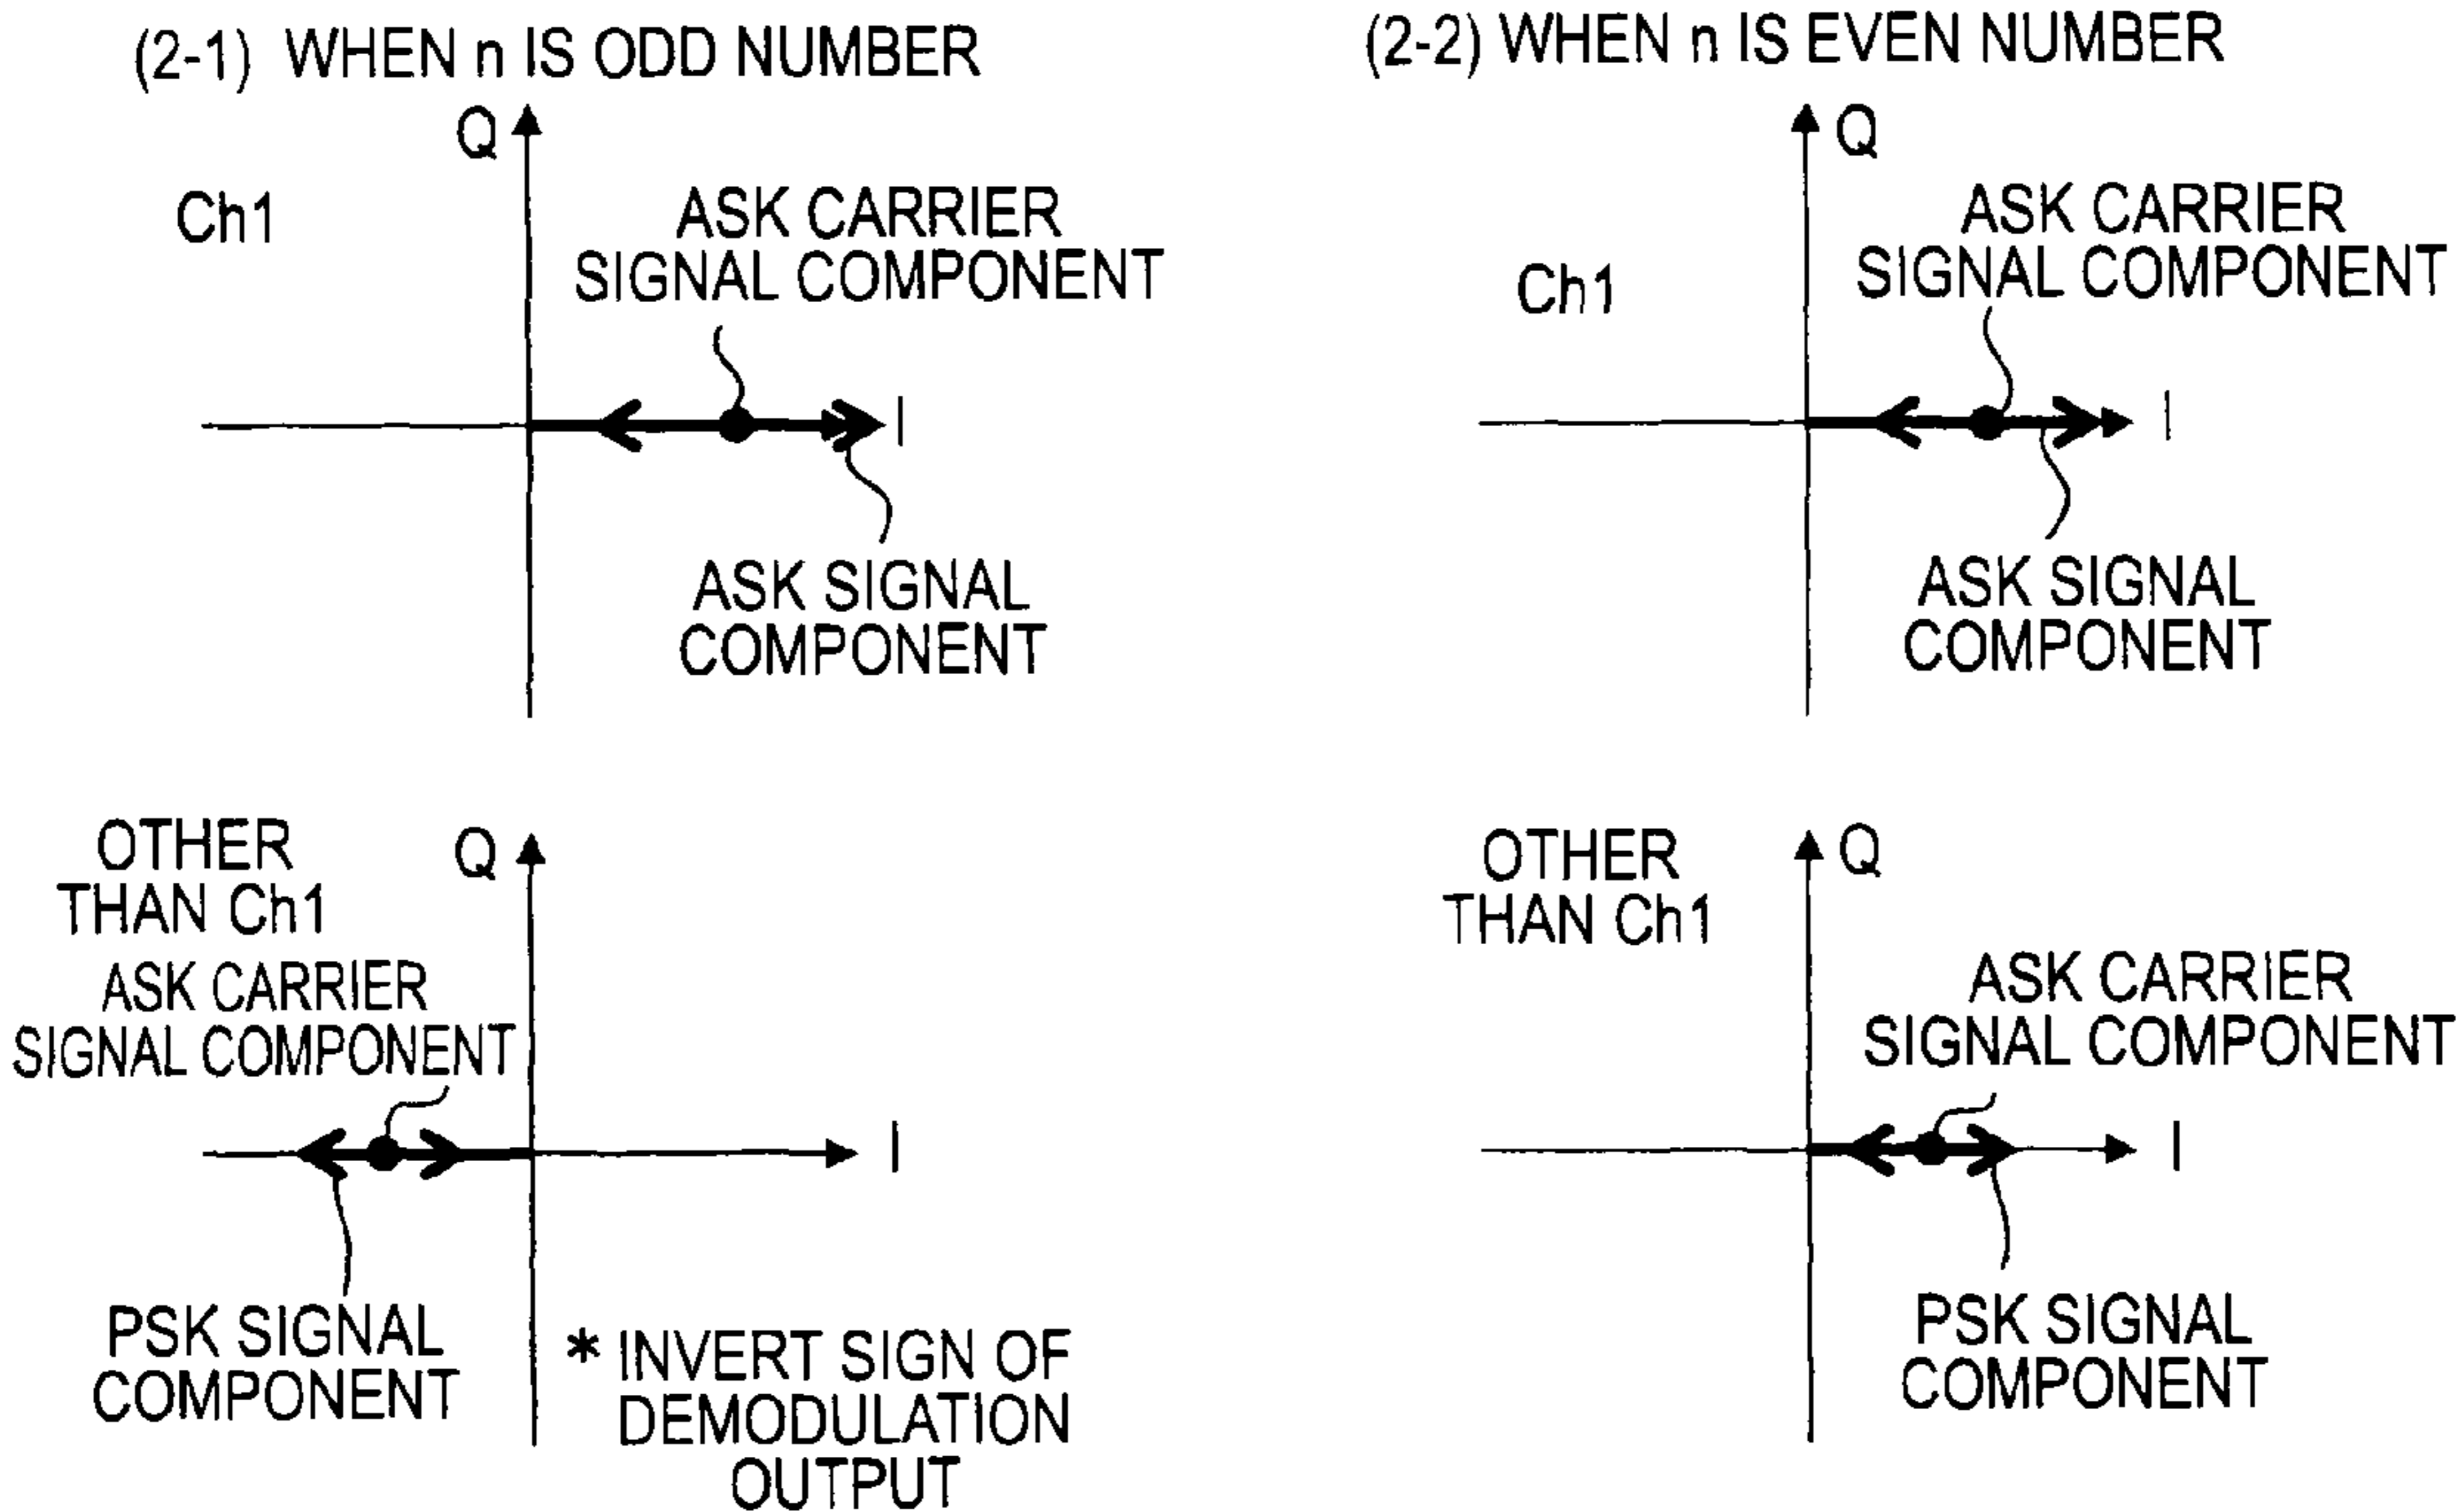 (2-1) WHEN n IS ODD NUMBER
Q
Ch1
ASK CARRIER
SIGNAL COMPONENT
I
ASK SIGNAL
COMPONENT
(2-2) WHEN n IS EVEN NUMBER
Q
Ch1
ASK CARRIER
SIGNAL COMPONENT
I
ASK SIGNAL
COMPONENT
OTHER
THAN Ch1
Q
ASK CARRIER
SIGNAL COMPONENT
I
PSK SIGNAL
COMPONENT
* INVERT SIGN OF
DEMODULATION
OUTPUT
OTHER
THAN Ch1
Q
ASK CARRIER
SIGNAL COMPONENT
I
PSK SIGNAL
COMPONENT